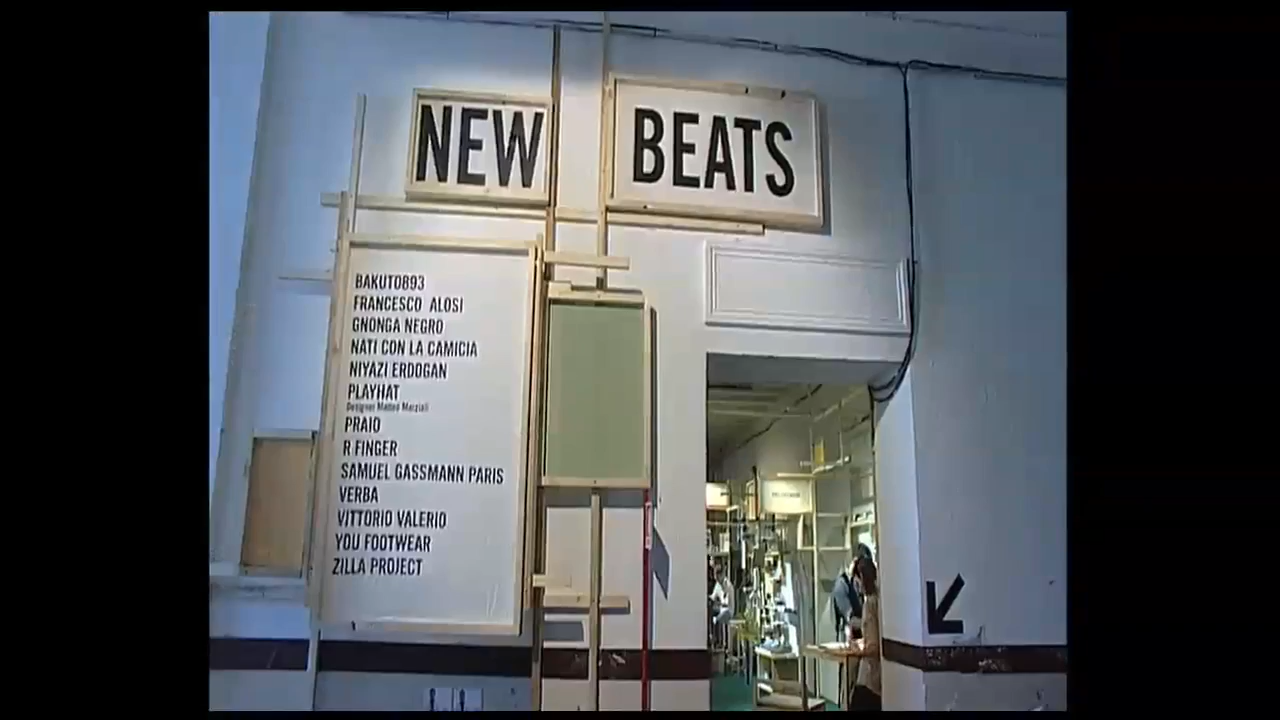 NEW BEATS
BAKUTO893
FRANCESCO ALOSI
GNONGA NEGRO
NATI CON LA CAMICIA
NIYAZI ERDOGAN
PLAYHAT
Designer Matteo Marzioli
PRAIO
R FINGER
SAMUEL GASSMANN PARIS
VERBA
VITTORIO VALERIO
YOU FOOTWEAR
ZILLA PROJECT